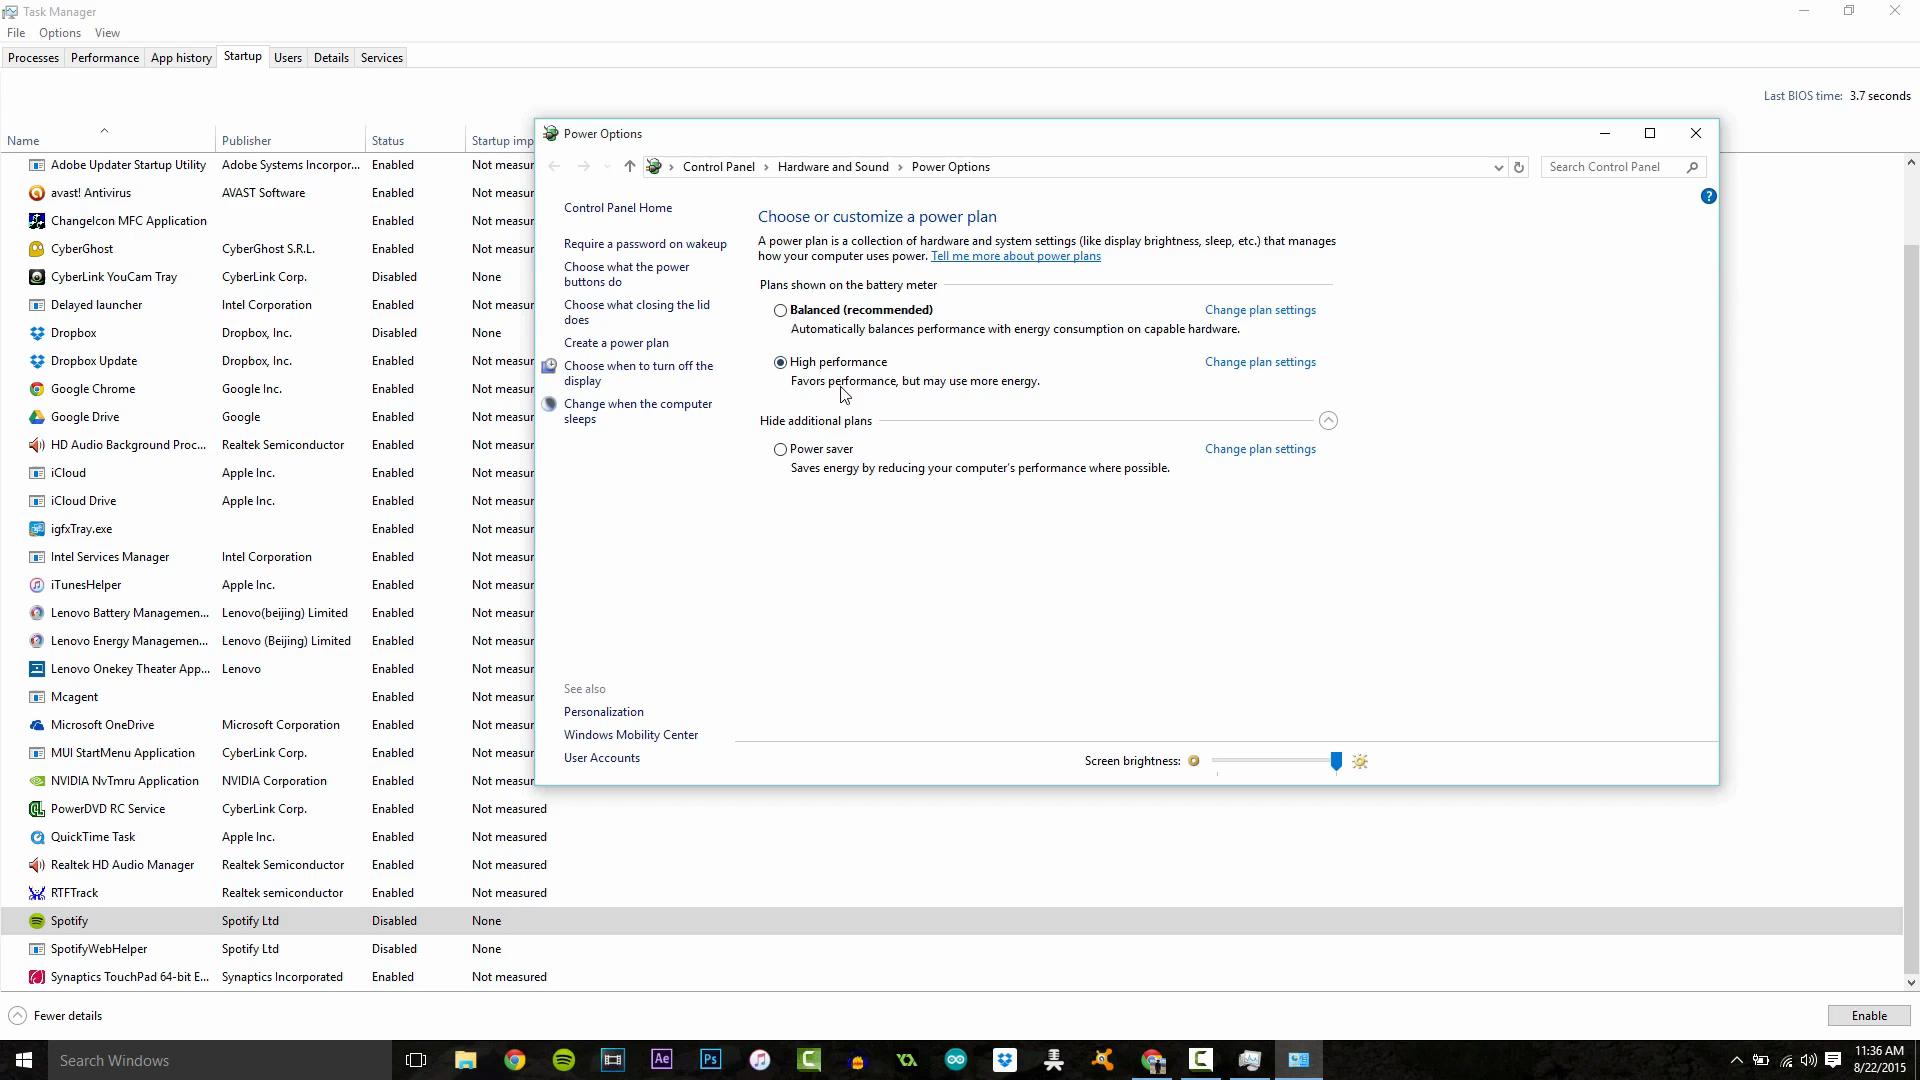 Task Manager
File Options View
Processes Performance App history Startup Users Details Services
Last BIOS time: 3.7 seconds
Name Publisher Status Startup imp
Adobe Updater Startup Utility Adobe Systems Incorpor... Enabled Not measur
avast! Antivirus AVAST Software Enabled Not measur
ChangeIcon MFC Application Enabled Not measur
CyberGhost CyberGhost S.R.L. Enabled Not measur
CyberLink YouCam Tray CyberLink Corp. Disabled None
Delayed launcher Intel Corporation Enabled Not measur
Dropbox Dropbox, Inc. Disabled None
Dropbox Update Dropbox, Inc. Enabled Not measur
Google Chrome Google Inc. Enabled Not measur
Google Drive Google Enabled Not measur
HD Audio Background Proc... Realtek Semiconductor Enabled Not measur
iCloud Apple Inc. Enabled Not measur
iCloud Drive Apple Inc. Enabled Not measur
igfxTray.exe Enabled Not measur
Intel Services Manager Intel Corporation Enabled Not measur
iTunesHelper Apple Inc. Enabled Not measur
Lenovo Battery Managemen... Lenovo(beijing) Limited Enabled Not measur
Lenovo Energy Managemen... Lenovo (Beijing) Limited Enabled Not measur
Lenovo Onekey Theater App... Lenovo Enabled Not measur
Mcagent Enabled Not measur
Microsoft OneDrive Microsoft Corporation Enabled Not measur
MUI StartMenu Application CyberLink Corp. Enabled Not measur
NVIDIA NvTmru Application NVIDIA Corporation Enabled Not measur
PowerDVD RC Service CyberLink Corp. Enabled Not measured
QuickTime Task Apple Inc. Enabled Not measured
Realtek HD Audio Manager Realtek Semiconductor Enabled Not measured
RTFTrack Realtek semiconductor Enabled Not measured
Spotify Spotify Ltd Disabled None
SpotifyWebHelper Spotify Ltd Disabled None
Synaptics TouchPad 64-bit E... Synaptics Incorporated Enabled Not measured
Fewer details
Enable
Power Options
Control Panel Hardware and Sound Power Options
Search Control Panel
Control Panel Home
Require a password on wakeup
Choose what the power
buttons do
Choose what closing the lid
does
Create a power plan
Choose when to turn off the
display
Change when the computer
sleeps
See also
Personalization
Windows Mobility Center
User Accounts
Choose or customize a power plan
A power plan is a collection of hardware and system settings (like display brightness, sleep, etc.) that manages
how your computer uses power. Tell me more about power plans
Plans shown on the battery meter
Balanced (recommended) Change plan settings
Automatically balances performance with energy consumption on capable hardware.
High performance Change plan settings
Favors performance, but may use more energy.
Hide additional plans
Power saver Change plan settings
Saves energy by reducing your computer's performance where possible.
Screen brightness:
Search Windows
Ae
Ps
11:36 AM
8/22/2015